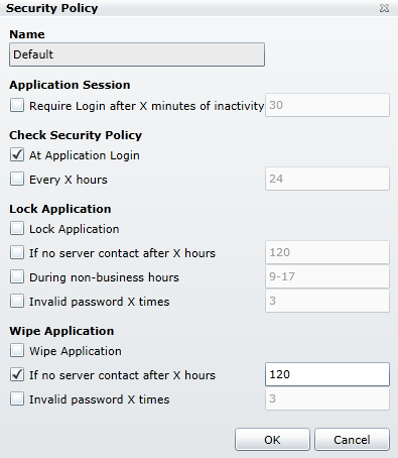 Security Policy
Name
Default
Application Session
Require Login after X minutes of inactivity 30
Check Security Policy
At Application Login
Every X hours 24
Lock Application
Lock Application
If no server contact after X hours 120
During non-business hours 9-17
Invalid password X times 3
Wipe Application
Wipe Application
If no server contact after X hours 120
Invalid password X times 3
OK Cancel